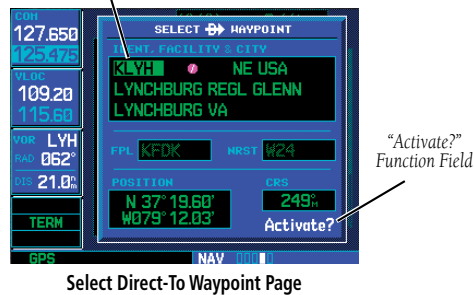 COM
127.650
125.475
VLOC
109.20
115.60
VOR LYH
RAD 062°
DIS 21.0nm
TERM
GPS
SELECT D WAYPOINT
IDENT, FACILITY & CITY
KLYH NE USA
LYNCHBURG REGL GLENN
LYNCHBURG VA
FPL KFDK NRST W24
POSITION CRS
N 37°19.60' 249°M
W079°12.03'
Activate?
NAV
"Activate?"
Function Field
Select Direct-To Waypoint Page